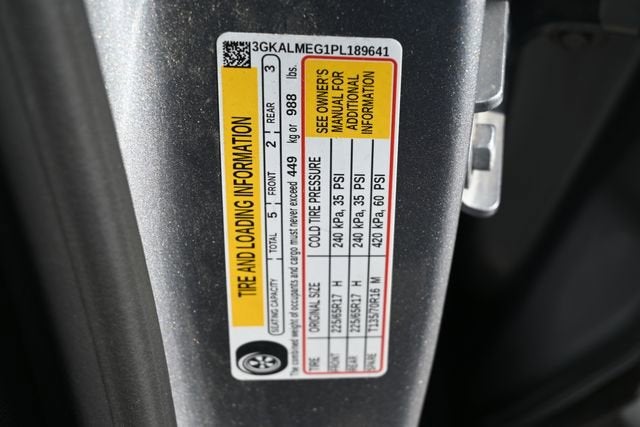 3GKALMEG1PL189641
TIRE AND LOADING INFORMATION
SEATING CAPACITY TOTAL 5 FRONT 2 REAR 3
The combined weight of occupants and cargo must never exceed 449 kg or 988 lbs.
TIRE ORIGINAL SIZE COLD TIRE PRESSURE
FRONT 225/65R17 H 240 kPa, 35 PSI
REAR 225/65R17 H 240 kPa, 35 PSI
SPARE T135/70R16 M 420 kPa, 60 PSI
SEE OWNER'S
MANUAL FOR
ADDITIONAL
INFORMATION